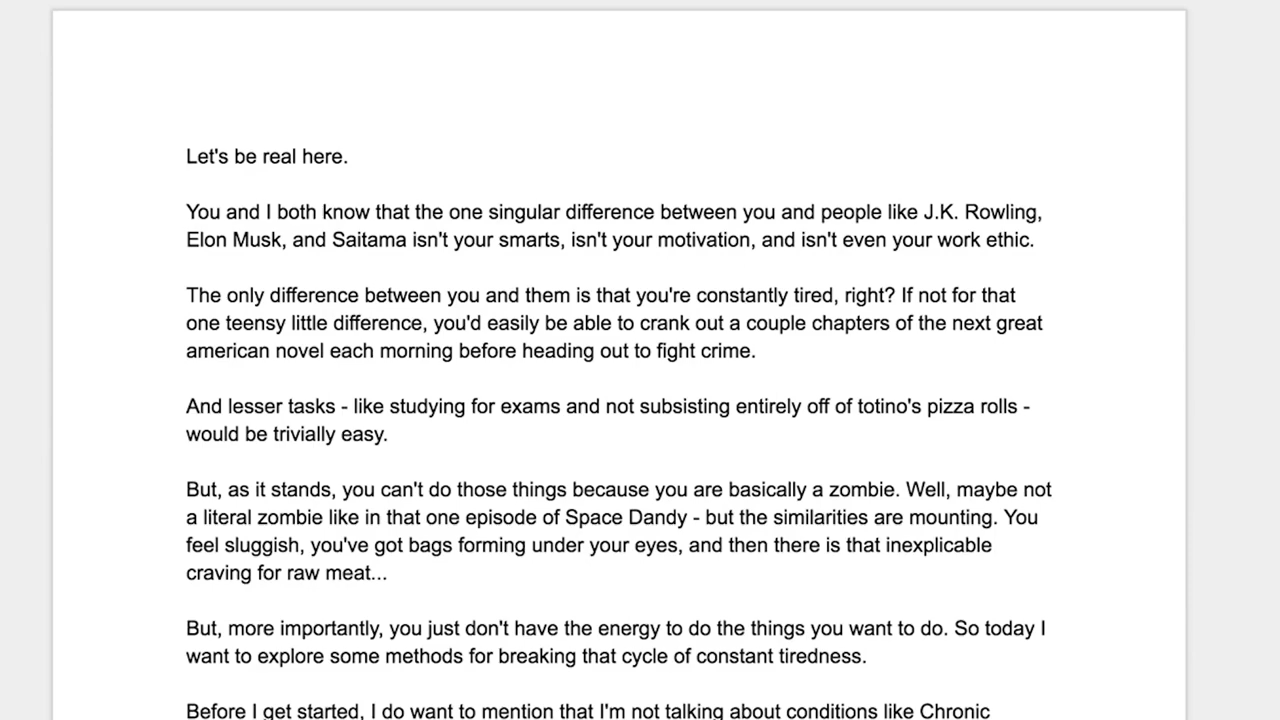 Let's be real here.
You and I both know that the one singular difference between you and people like J.K. Rowling,
Elon Musk, and Saitama isn't your smarts, isn't your motivation, and isn't even your work ethic.
The only difference between you and them is that you're constantly tired, right? If not for that
one teensy little difference, you'd easily be able to crank out a couple chapters of the next great
american novel each morning before heading out to fight crime.
And lesser tasks - like studying for exams and not subsisting entirely off of totino's pizza rolls -
would be trivially easy.
But, as it stands, you can't do those things because you are basically a zombie. Well, maybe not
a literal zombie like in that one episode of Space Dandy - but the similarities are mounting. You
feel sluggish, you've got bags forming under your eyes, and then there is that inexplicable
craving for raw meat...
But, more importantly, you just don't have the energy to do the things you want to do. So today I
want to explore some methods for breaking that cycle of constant tiredness.
Before I get started, I do want to mention that I'm not talking about conditions like Chronic